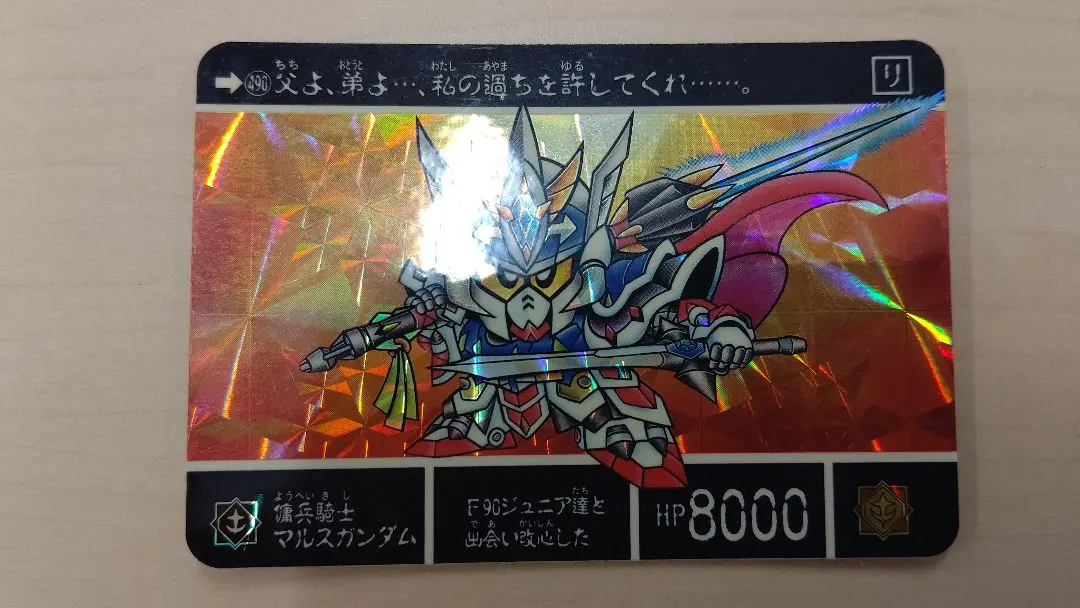 →490 父よ、弟よ…、私の過ちを許してくれ……。
リ
傭兵騎士
マルスガンダム
F90ジュニア達と
出会い改心した
HP8000